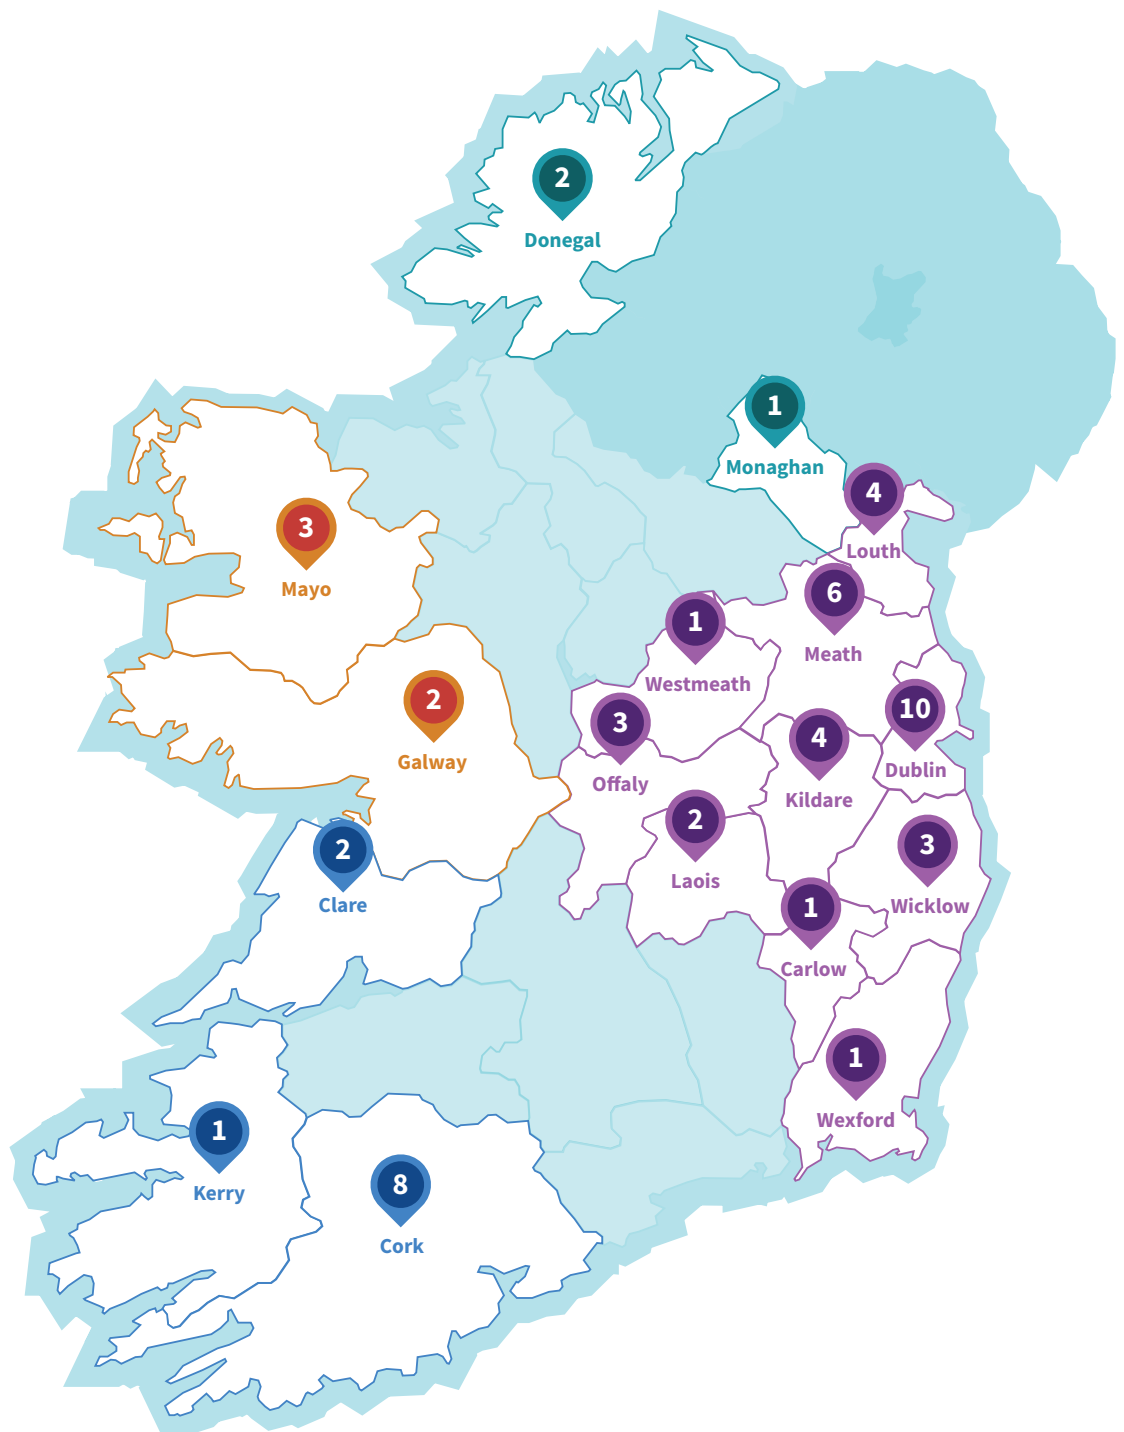 2
Donegal
1
Monaghan
4
Louth
3
Mayo
6
Meath
1
Westmeath
2
Galway
3
Offaly
4
Kildare
10
Dublin
2
Laois
3
Wicklow
2
Clare
1
Carlow
1
Wexford
1
Kerry
8
Cork